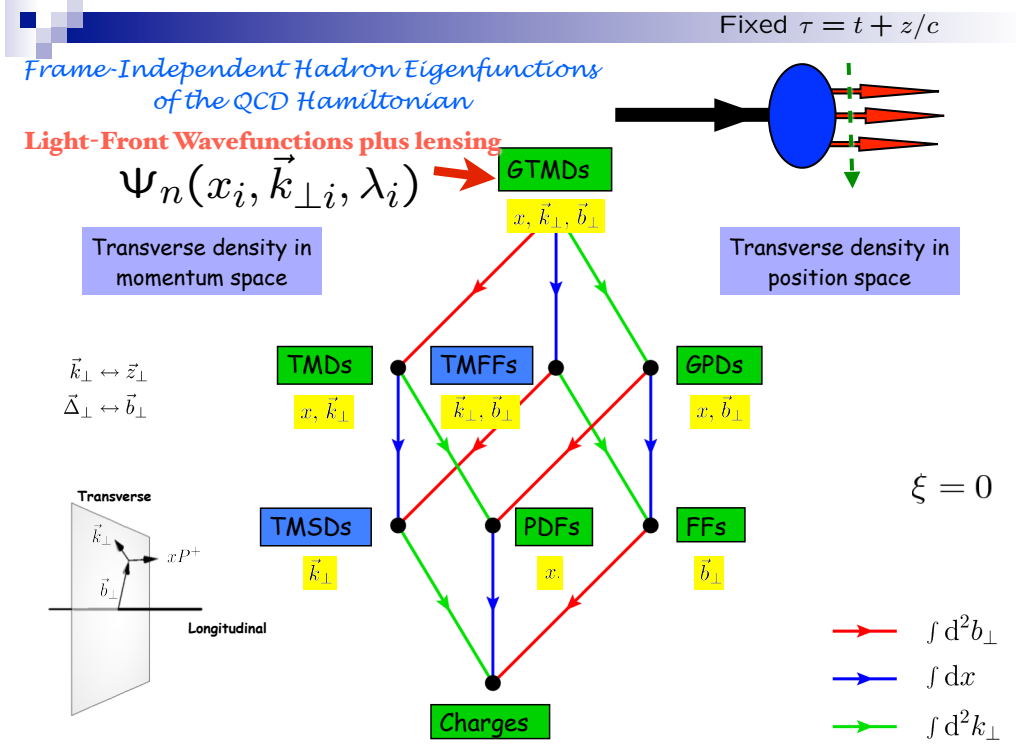 Fixed τ = t + z/c
Frame-Independent Hadron Eigenfunctions
of the QCD Hamiltonian
Light-Front Wavefunctions plus lensing
Ψₙ(xᵢ, k⃗⊥ᵢ, λᵢ)
GTMDs
x, k⃗⊥, b⃗⊥
Transverse density in
momentum space
Transverse density in
position space
k⃗⊥ ↔ z⃗⊥
Δ⃗⊥ ↔ b⃗⊥
TMDs
x, k⃗⊥
TMFFs
k⃗⊥, b⃗⊥
GPDs
x, b⃗⊥
ξ = 0
TMSDs
k⃗⊥
PDFs
x.
FFs
b⃗⊥
Transverse
k⃗⊥
xP⁺
b⃗⊥
Longitudinal
Charges
∫ d²b⊥
∫ dx
∫ d²k⊥